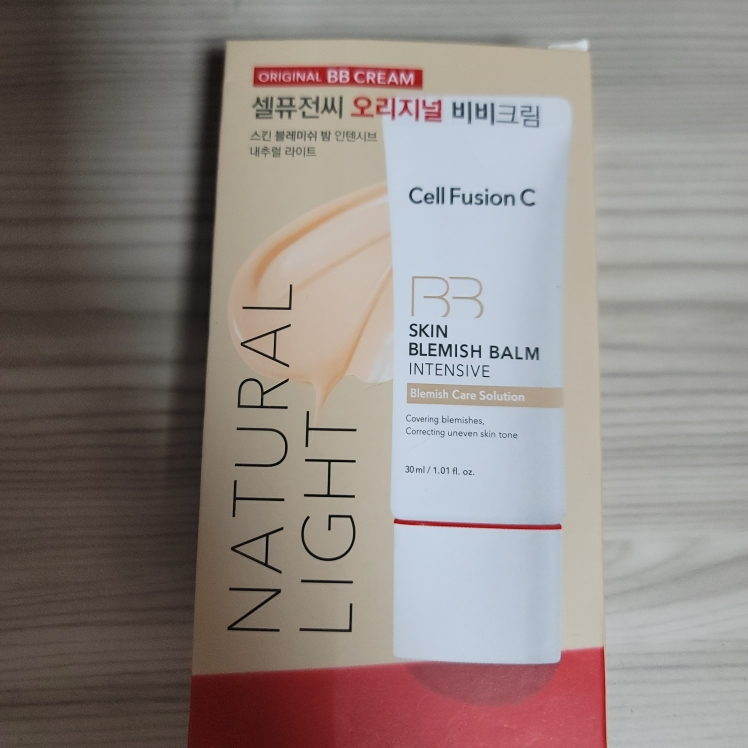 ORIGINAL BB CREAM
셀퓨전씨 오리지널 비비크림
스킨 블레미쉬 밤 인텐시브
내추럴 라이트
Cell Fusion C
BB
SKIN
BLEMISH BALM
INTENSIVE
Blemish Care Solution
Covering blemishes,
Correcting uneven skin tone
30 ml / 1.01 fl. oz.
NATURAL
LIGHT